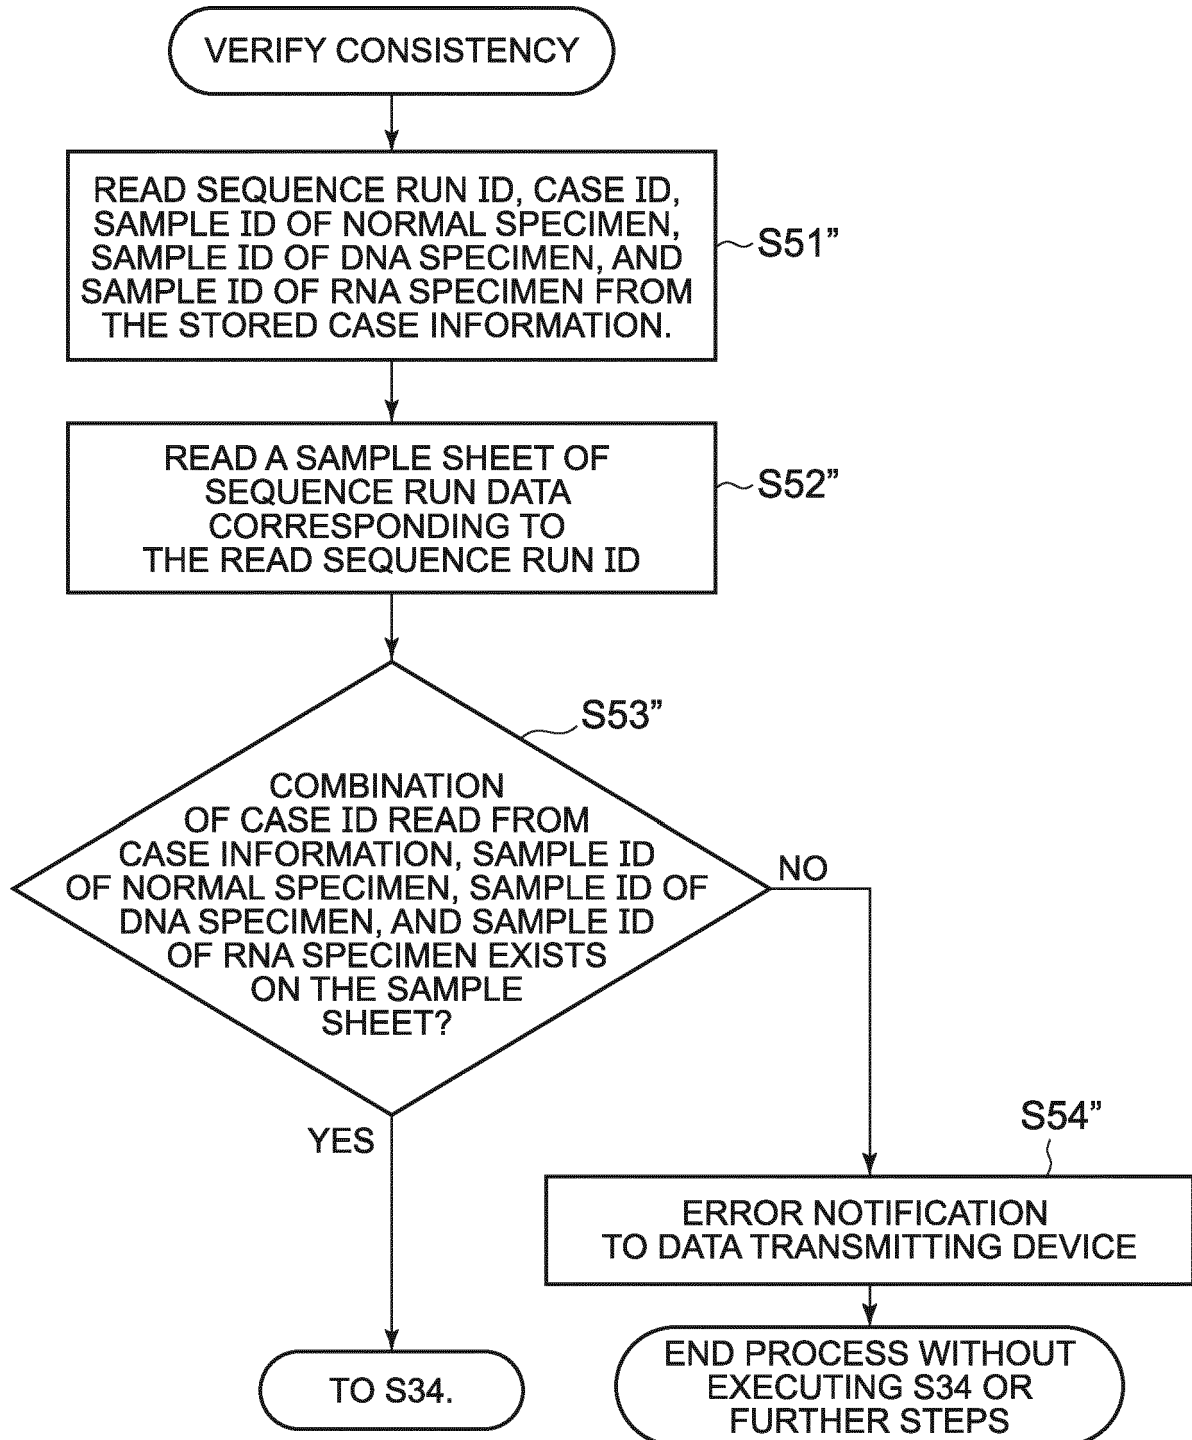 VERIFY CONSISTENCY
READ SEQUENCE RUN ID, CASE ID,
SAMPLE ID OF NORMAL SPECIMEN,
SAMPLE ID OF DNA SPECIMEN, AND
SAMPLE ID OF RNA SPECIMEN FROM
THE STORED CASE INFORMATION.
S51”
READ A SAMPLE SHEET OF
SEQUENCE RUN DATA
CORRESPONDING TO
THE READ SEQUENCE RUN ID
S52”
S53”
COMBINATION
OF CASE ID READ FROM
CASE INFORMATION, SAMPLE ID
OF NORMAL SPECIMEN, SAMPLE ID OF
DNA SPECIMEN, AND SAMPLE ID
OF RNA SPECIMEN EXISTS
ON THE SAMPLE
SHEET?
NO
YES
S54”
ERROR NOTIFICATION
TO DATA TRANSMITTING DEVICE
TO S34.
END PROCESS WITHOUT
EXECUTING S34 OR
FURTHER STEPS